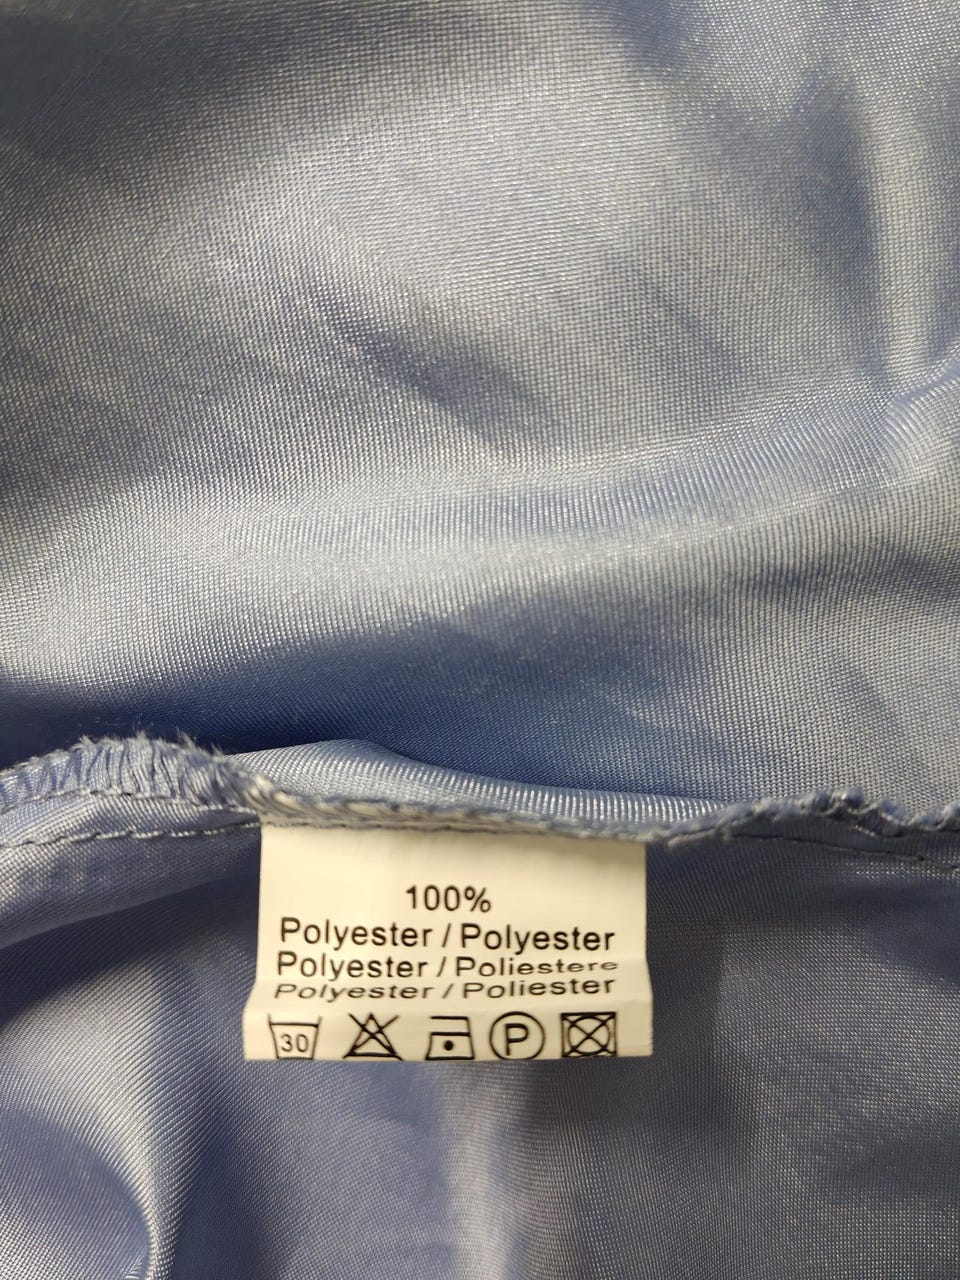 100%
Polyester / Polyester
Polyester / Poliestere
Polyester / Poliester
30 P